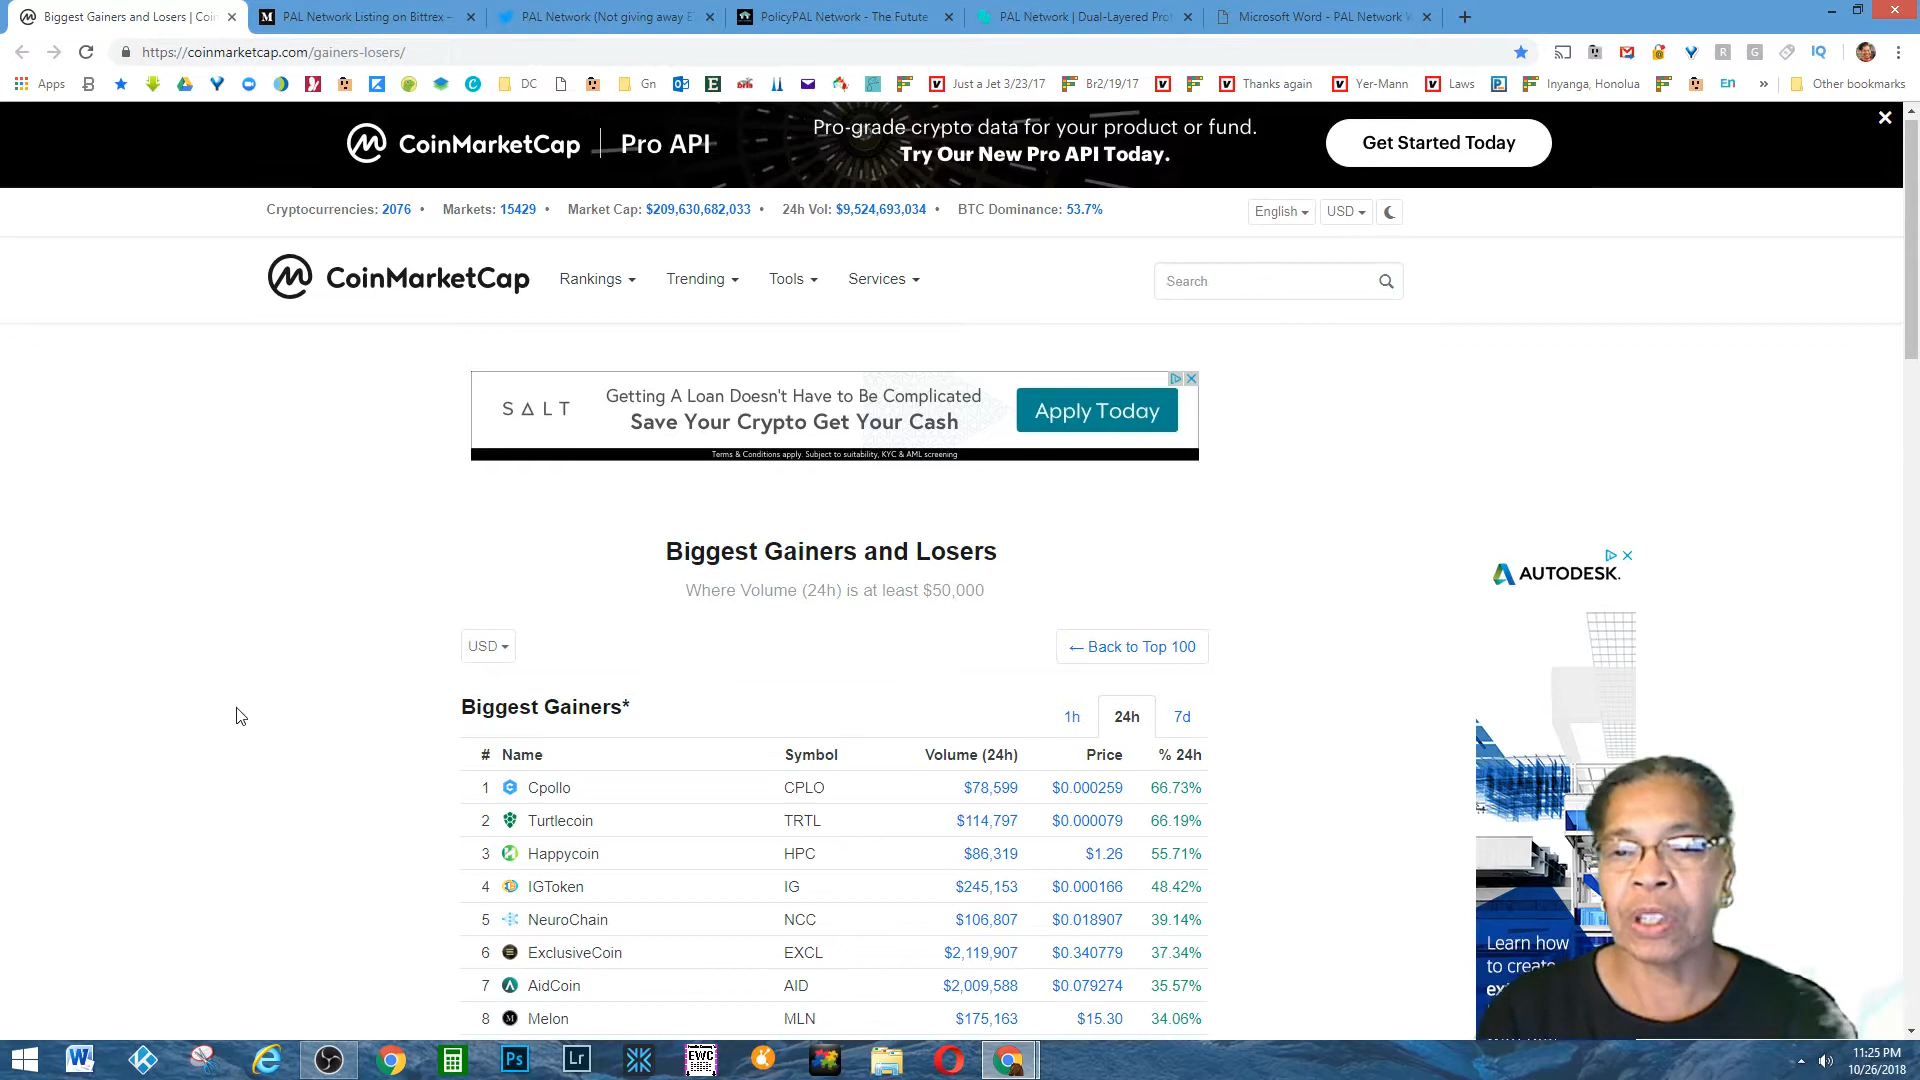 Biggest Gainers and Losers | Coin
PAL Network Listing on Bittrex –
PAL Network (Not giving away E
PolicyPAL Network - The Futute
PAL Network | Dual-Layered Pro
Microsoft Word - PAL Network W
https://coinmarketcap.com/gainers-losers/
Apps
DC
Gn
Just a Jet 3/23/17
Br2/19/17
Thanks again
Yer-Mann
Laws
Inyanga, Honolua
En
»
Other bookmarks
CoinMarketCap | Pro API
Pro-grade crypto data for your product or fund.
Try Our New Pro API Today.
Get Started Today
Cryptocurrencies: 2076 • Markets: 15429 • Market Cap: $209,630,682,033 • 24h Vol: $9,524,693,034 • BTC Dominance: 53.7%
English
USD
CoinMarketCap
Rankings
Trending
Tools
Services
Search
SALT
Getting A Loan Doesn't Have to Be Complicated
Save Your Crypto Get Your Cash
Apply Today
Terms & Conditions apply. Subject to suitability, KYC & AML screening
Biggest Gainers and Losers
Where Volume (24h) is at least $50,000
USD
← Back to Top 100
Biggest Gainers*
1h 24h 7d
# Name Symbol Volume (24h) Price % 24h
1 Cpollo CPLO $78,599 $0.000259 66.73%
2 Turtlecoin TRTL $114,797 $0.000079 66.19%
3 Happycoin HPC $86,319 $1.26 55.71%
4 IGToken IG $245,153 $0.000166 48.42%
5 NeuroChain NCC $106,807 $0.018907 39.14%
6 ExclusiveCoin EXCL $2,119,907 $0.340779 37.34%
7 AidCoin AID $2,009,588 $0.079274 35.57%
8 Melon MLN $175,163 $15.30 34.06%
AUTODESK.
Learn how
to create
Ps
Lr
EWC
11:25 PM
10/26/2018